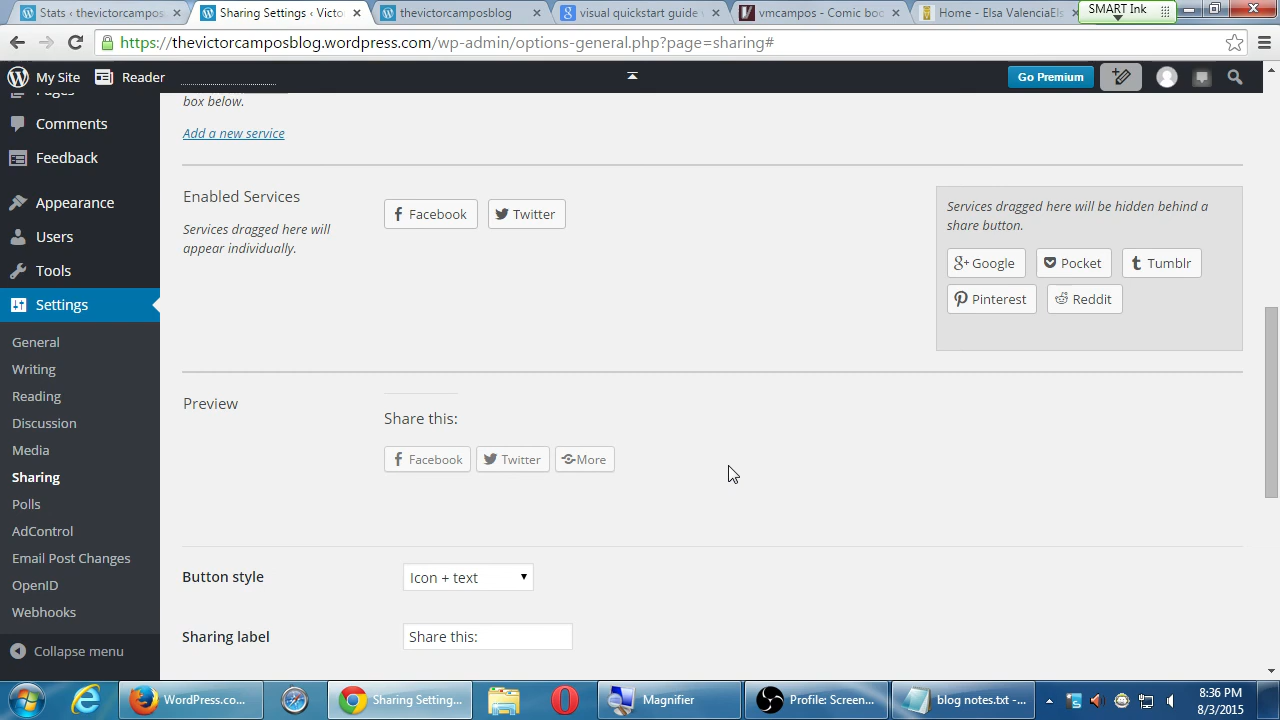 Stats ‹ thevictorcampos
Sharing Settings ‹ Victo
thevictorcamposblog
visual quickstart guide
vmcampos - Comic boo
Home - Elsa ValenciaEls
SMART Ink
https://thevictorcamposblog.wordpress.com/wp-admin/options-general.php?page=sharing#
My Site
Reader
Go Premium
Pages
box below.
Comments
Add a new service
Feedback
Enabled Services
Services dragged here will
appear individually.
Facebook
Twitter
Services dragged here will be hidden behind a
share button.
Google
Pocket
Tumblr
Pinterest
Reddit
Appearance
Users
Tools
Settings
General
Writing
Reading
Discussion
Media
Sharing
Polls
AdControl
Email Post Changes
OpenID
Webhooks
Collapse menu
Preview
Share this:
Facebook
Twitter
More
Button style
Icon + text
Sharing label
Share this:
WordPress.co...
Sharing Setting...
Magnifier
Profile: Screen...
blog notes.txt -...
8:36 PM
8/3/2015